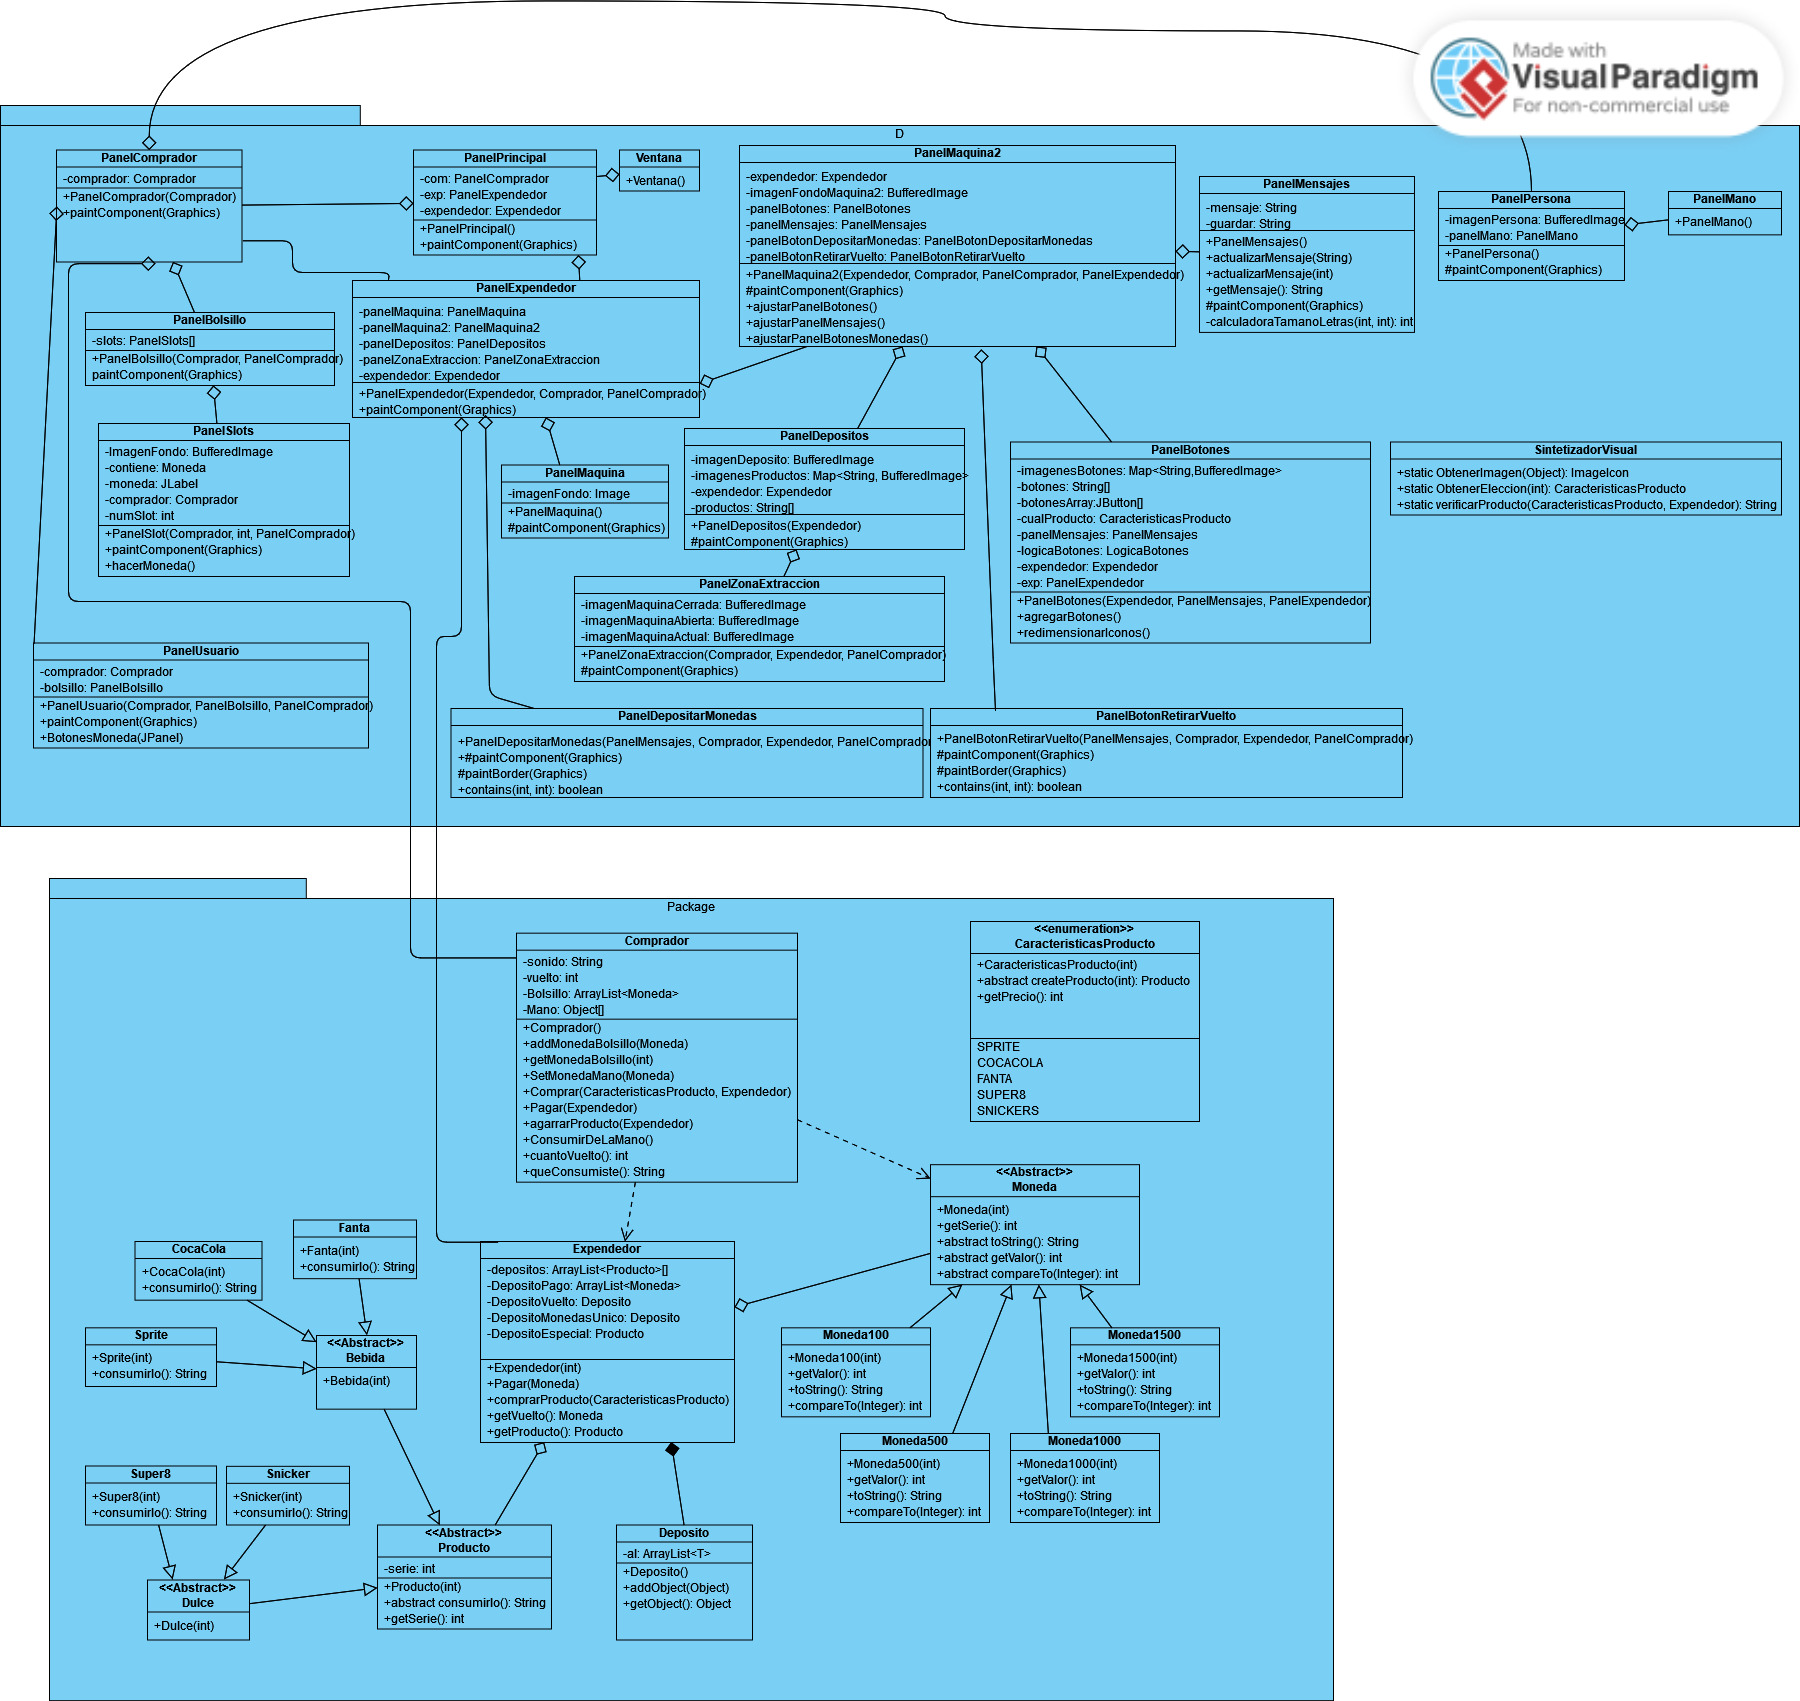 Made with
VisualParadigm
For non-commercial use
D
PanelComprador
-comprador: Comprador
+PanelComprador(Comprador)
+paintComponent(Graphics)
PanelPrincipal
-com: PanelComprador
-exp: PanelExpendedor
-expendedor: Expendedor
+PanelPrincipal()
+paintComponent(Graphics)
Ventana
+Ventana()
PanelMaquina2
-expendedor: Expendedor
-imagenFondoMaquina2: BufferedImage
-panelBotones: PanelBotones
-panelMensajes: PanelMensajes
-panelBotonDepositarMonedas: PanelBotonDepositarMonedas
-panelBotonRetirarVuelto: PanelBotonRetirarVuelto
+PanelMaquina2(Expendedor, Comprador, PanelComprador, PanelExpendedor)
#paintComponent(Graphics)
+ajustarPanelBotones()
+ajustarPanelMensajes()
+ajustarPanelBotonesMonedas()
PanelMensajes
-mensaje: String
-guardar: String
+PanelMensajes()
+actualizarMensaje(String)
+actualizarMensaje(int)
+getMensaje(): String
#paintComponent(Graphics)
-calculadoraTamanoLetras(int, int): int
PanelPersona
-imagenPersona: BufferedImage
-panelMano: PanelMano
+PanelPersona()
#paintComponent(Graphics)
PanelMano
+PanelMano()
PanelExpendedor
-panelMaquina: PanelMaquina
-panelMaquina2: PanelMaquina2
-panelDepositos: PanelDepositos
-panelZonaExtraccion: PanelZonaExtraccion
-expendedor: Expendedor
+PanelExpendedor(Expendedor, Comprador, PanelComprador)
+paintComponent(Graphics)
PanelBolsillo
-slots: PanelSlots[]
+PanelBolsillo(Comprador, PanelComprador)
paintComponent(Graphics)
PanelSlots
-ImagenFondo: BufferedImage
-contiene: Moneda
-moneda: JLabel
-comprador: Comprador
-numSlot: int
+PanelSlot(Comprador, int, PanelComprador)
+paintComponent(Graphics)
+hacerMoneda()
PanelMaquina
-imagenFondo: Image
+PanelMaquina()
#paintComponent(Graphics)
PanelDepositos
-imagenDeposito: BufferedImage
-imagenesProductos: Map<String, BufferedImage>
-expendedor: Expendedor
-productos: String[]
+PanelDepositos(Expendedor)
#paintComponent(Graphics)
PanelBotones
-imagenesBotones: Map<String,BufferedImage>
-botones: String[]
-botonesArray:JButton[]
-cualProducto: CaracteristicasProducto
-panelMensajes: PanelMensajes
-logicaBotones: LogicaBotones
-expendedor: Expendedor
-exp: PanelExpendedor
+PanelBotones(Expendedor, PanelMensajes, PanelExpendedor)
+agregarBotones()
+redimensionarIconos()
SintetizadorVisual
+static ObtenerImagen(Object): ImageIcon
+static ObtenerEleccion(int): CaracteristicasProducto
+static verificarProducto(CaracteristicasProducto, Expendedor): String
PanelZonaExtraccion
-imagenMaquinaCerrada: BufferedImage
-imagenMaquinaAbierta: BufferedImage
-imagenMaquinaActual: BufferedImage
+PanelZonaExtraccion(Comprador, Expendedor, PanelComprador)
#paintComponent(Graphics)
PanelUsuario
-comprador: Comprador
-bolsillo: PanelBolsillo
+PanelUsuario(Comprador, PanelBolsillo, PanelComprador)
+paintComponent(Graphics)
+BotonesMoneda(JPanel)
PanelDepositarMonedas
+PanelDepositarMonedas(PanelMensajes, Comprador, Expendedor, PanelComprador
+#paintComponent(Graphics)
#paintBorder(Graphics)
+contains(int, int): boolean
PanelBotonRetirarVuelto
+PanelBotonRetirarVuelto(PanelMensajes, Comprador, Expendedor, PanelComprador)
#paintComponent(Graphics)
#paintBorder(Graphics)
+contains(int, int): boolean
Package
Comprador
-sonido: String
-vuelto: int
-Bolsillo: ArrayList<Moneda>
-Mano: Object[]
+Comprador()
+addMonedaBolsillo(Moneda)
+getMonedaBolsillo(int)
+SetMonedaMano(Moneda)
+Comprar(CaracteristicasProducto, Expendedor)
+Pagar(Expendedor)
+agarrarProducto(Expendedor)
+ConsumirDeLaMano()
+cuantoVuelto(): int
+queConsumiste(): String
<<enumeration>>
CaracteristicasProducto
+CaracteristicasProducto(int)
+abstract createProducto(int): Producto
+getPrecio(): int
SPRITE
COCACOLA
FANTA
SUPER8
SNICKERS
<<Abstract>>
Moneda
+Moneda(int)
+getSerie(): int
+abstract toString(): String
+abstract getValor(): int
+abstract compareTo(Integer): int
Fanta
+Fanta(int)
+consumirlo(): String
CocaCola
+CocaCola(int)
+consumirlo(): String
Sprite
+Sprite(int)
+consumirlo(): String
<<Abstract>>
Bebida
+Bebida(int)
Expendedor
-depositos: ArrayList<Producto>[]
-DepositoPago: ArrayList<Moneda>
-DepositoVuelto: Deposito
-DepositoMonedasUnico: Deposito
-DepositoEspecial: Producto
+Expendedor(int)
+Pagar(Moneda)
+comprarProducto(CaracteristicasProducto)
+getVuelto(): Moneda
+getProducto(): Producto
Moneda100
+Moneda100(int)
+getValor(): int
+toString(): String
+compareTo(Integer): int
Moneda1500
+Moneda1500(int)
+getValor(): int
+toString(): String
+compareTo(Integer): int
Moneda500
+Moneda500(int)
+getValor(): int
+toString(): String
+compareTo(Integer): int
Moneda1000
+Moneda1000(int)
+getValor(): int
+toString(): String
+compareTo(Integer): int
Super8
+Super8(int)
+consumirlo(): String
Snicker
+Snicker(int)
+consumirlo(): String
<<Abstract>>
Dulce
+Dulce(int)
<<Abstract>>
Producto
-serie: int
+Producto(int)
+abstract consumirlo(): String
+getSerie(): int
Deposito
-al: ArrayList<T>
+Deposito()
+addObject(Object)
+getObject(): Object